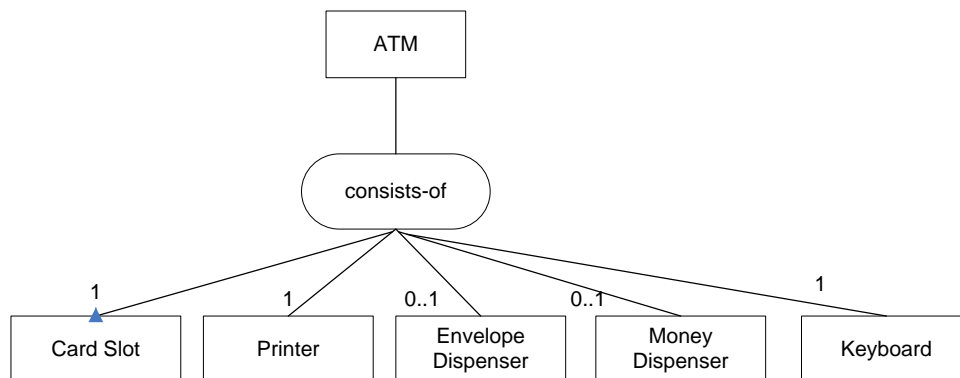 ATM
consists-of
1
1
0..1
0..1
1
Card Slot
Printer
Envelope
Dispenser
Money
Dispenser
Keyboard